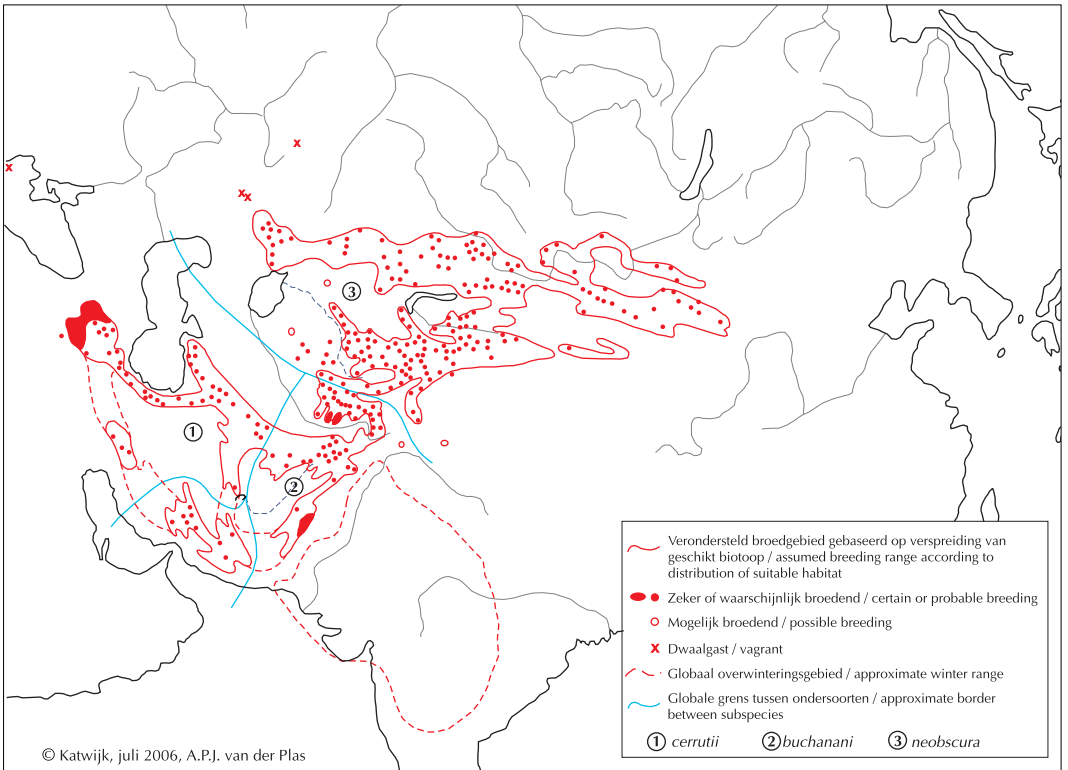 3
1
2
Verondersteld broedgebied gebaseerd op verspreiding van
geschikt biotoop / assumed breeding range according to
distribution of suitable habitat
Zeker of waarschijnlijk broedend / certain or probable breeding
Mogelijk broedend / possible breeding
x Dwaalgast / vagrant
Globaal overwinteringsgebied / approximate winter range
Globale grens tussen ondersoorten / approximate border
between subspecies
1 cerrutii 2 buchanani 3 neobscura
© Katwijk, juli 2006, A.P.J. van der Plas